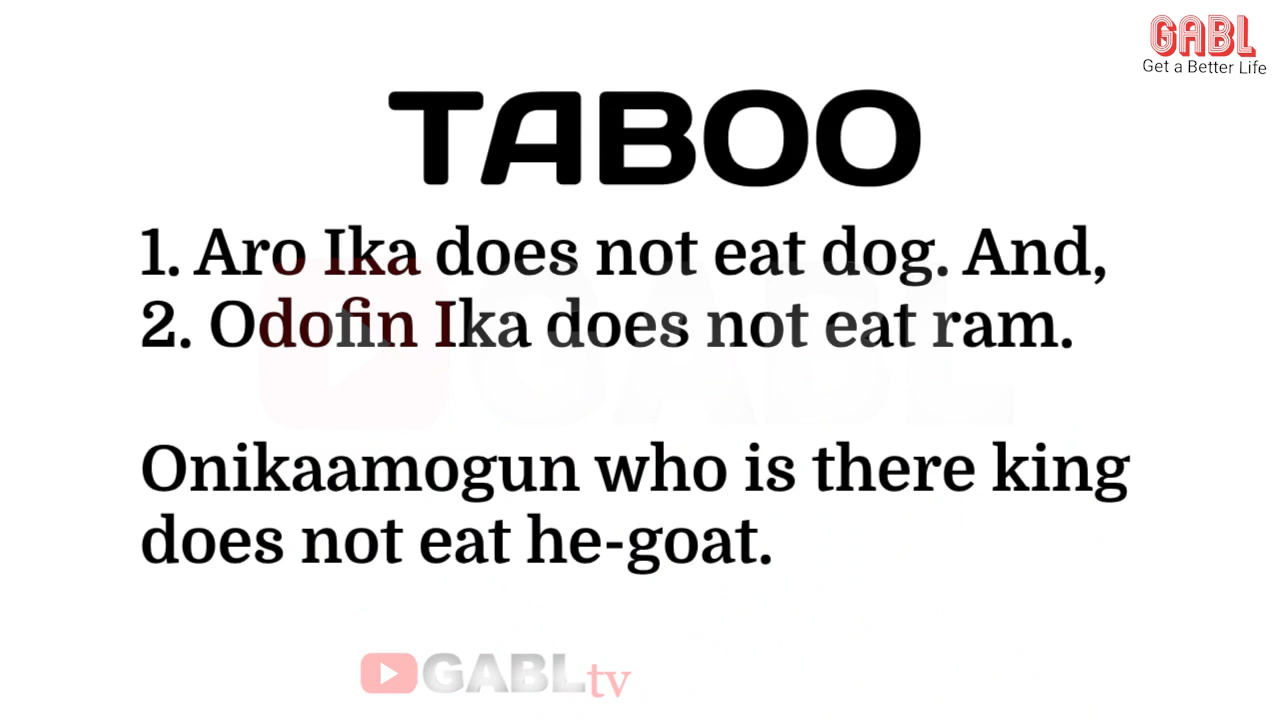 GABL
Get a Better Life
TABOO
1. Aro Ika does not eat dog. And,
2. Odofin Ika does not eat ram.
GABL
Onikaamogun who is there king
does not eat he-goat.
GABLtv